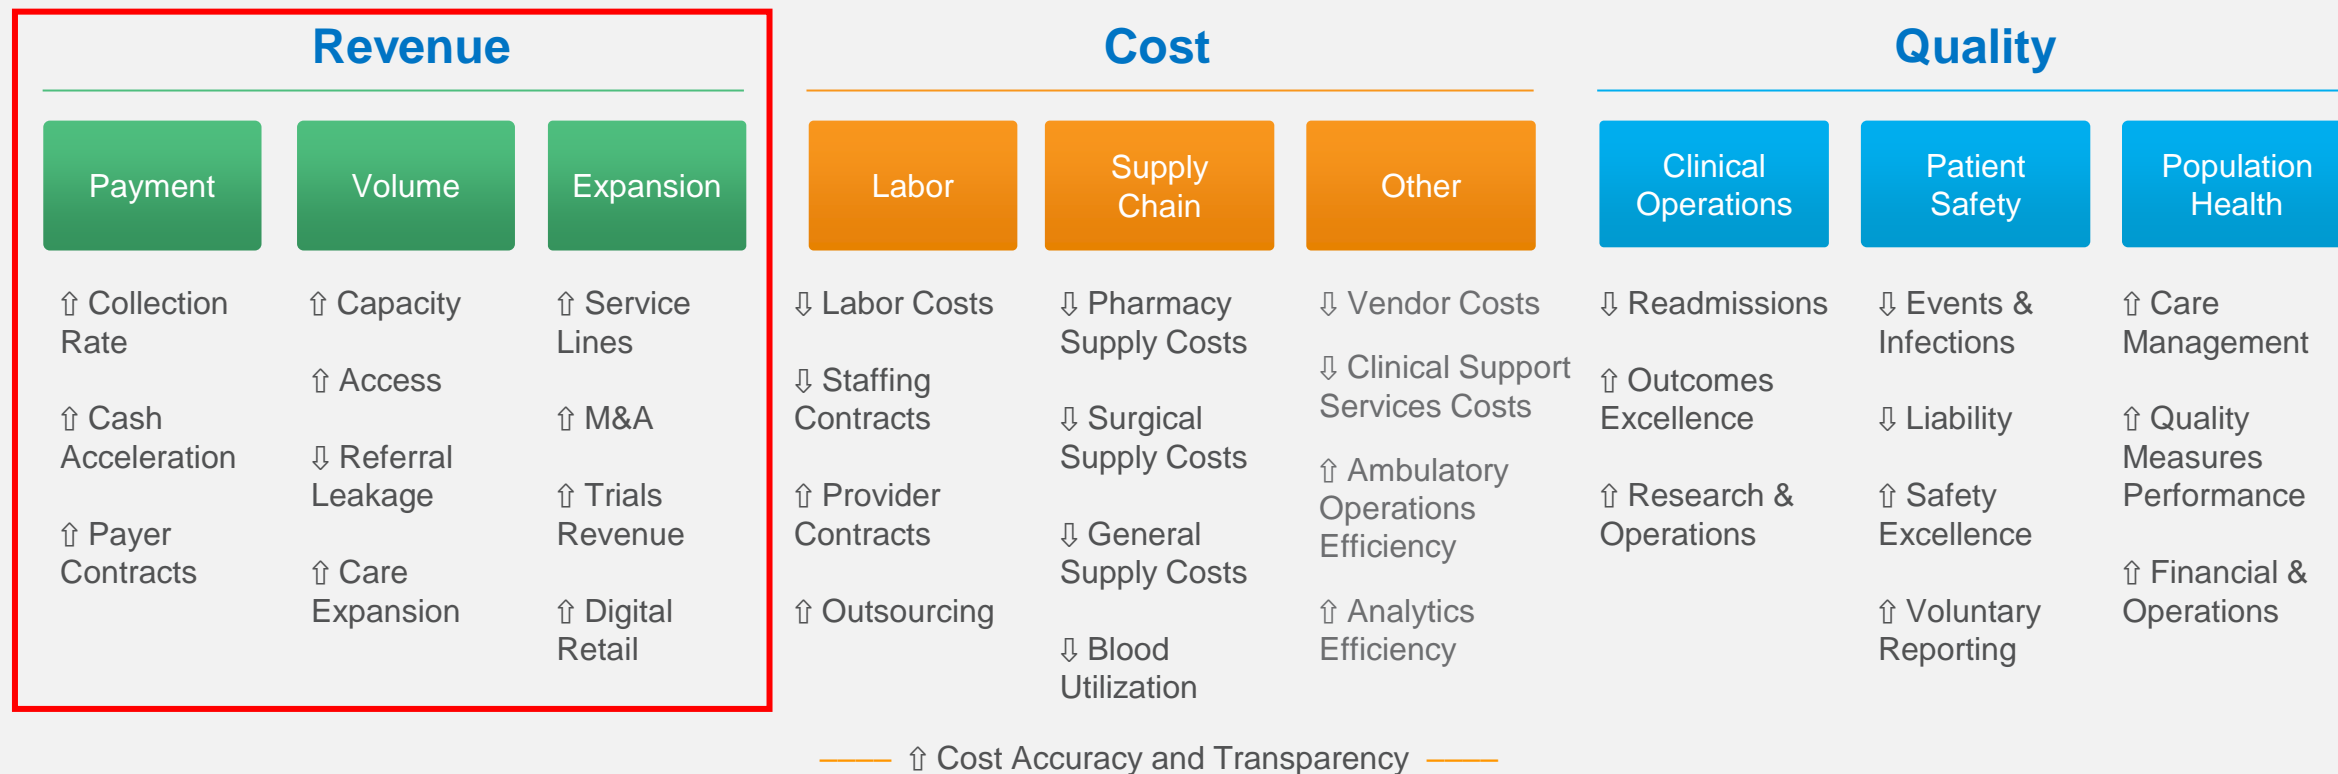 Revenue
Payment
⇧ Collection
Rate
⇧ Cash
Acceleration
⇧ Payer
Contracts
Volume
⇧ Capacity
⇧ Access
⇩ Referral
Leakage
⇧ Care
Expansion
Expansion
⇧ Service
Lines
⇧ M&A
⇧ Trials
Revenue
⇧ Digital
Retail
Cost
Labor
⇩ Labor Costs
⇩ Staffing
Contracts
⇧ Provider
Contracts
⇧ Outsourcing
Supply
Chain
⇩ Pharmacy
Supply Costs
⇩ Surgical
Supply Costs
⇩ General
Supply Costs
⇩ Blood
Utilization
Other
⇩ Vendor Costs
⇩ Clinical Support
Services Costs
⇧ Ambulatory
Operations
Efficiency
⇧ Analytics
Efficiency
⇧ Cost Accuracy and Transparency
Quality
Clinical
Operations
⇩ Readmissions
⇧ Outcomes
Excellence
⇧ Research &
Operations
Patient
Safety
⇩ Events &
Infections
⇩ Liability
⇧ Safety
Excellence
⇧ Voluntary
Reporting
Population
Health
⇧ Care
Management
⇧ Quality
Measures
Performance
⇧ Financial &
Operations